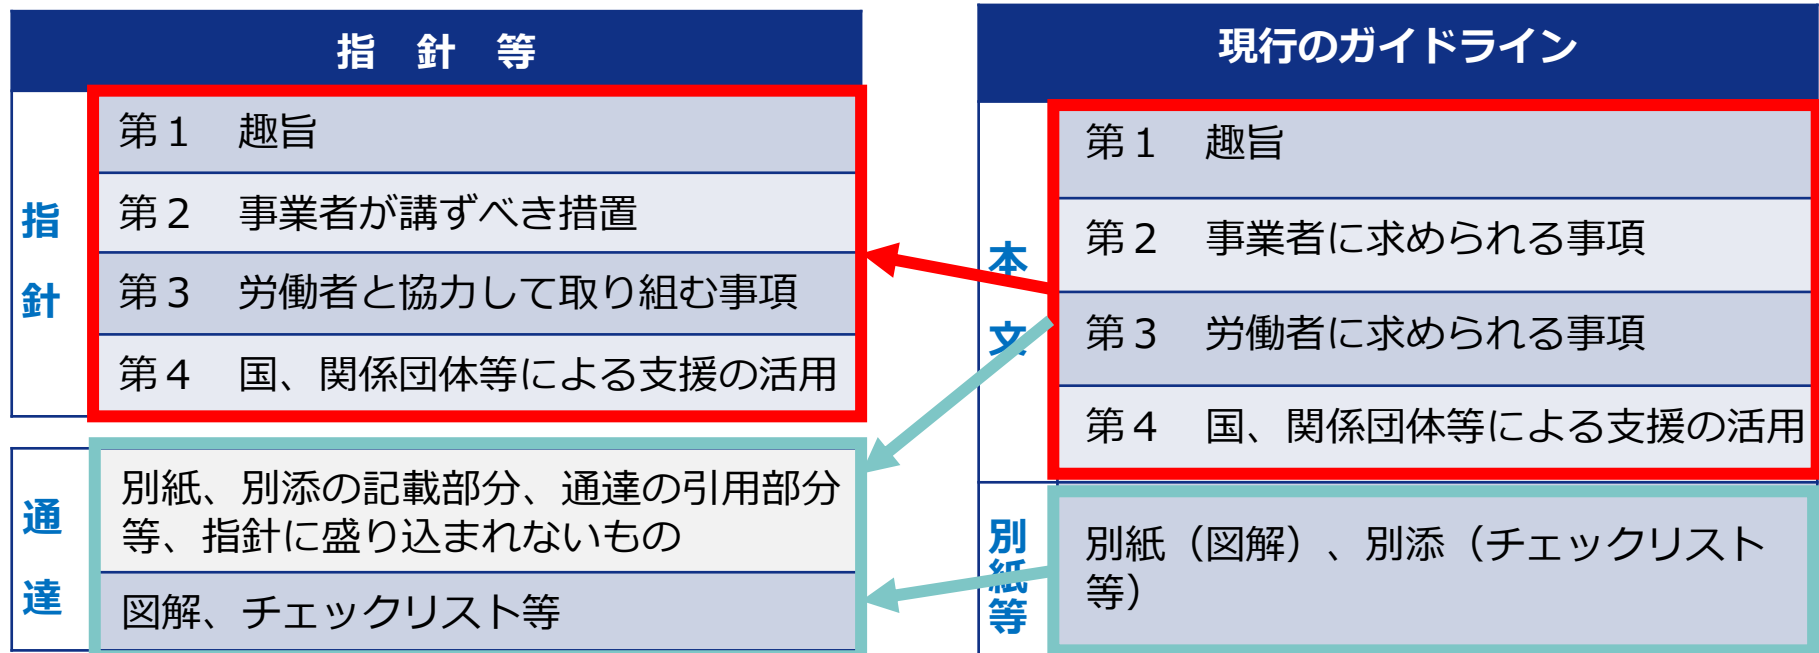 指　針　等
指針
第１　趣旨
第２　事業者が講ずべき措置
第３　労働者と協力して取り組む事項
第４　国、関係団体等による支援の活用
通達
別紙、別添の記載部分、通達の引用部分
等、指針に盛り込まれないもの
図解、チェックリスト等
現行のガイドライン
本文
第１　趣旨
第２　事業者に求められる事項
第３　労働者に求められる事項
第４　国、関係団体等による支援の活用
別紙等
別紙（図解）、別添（チェックリスト
等）